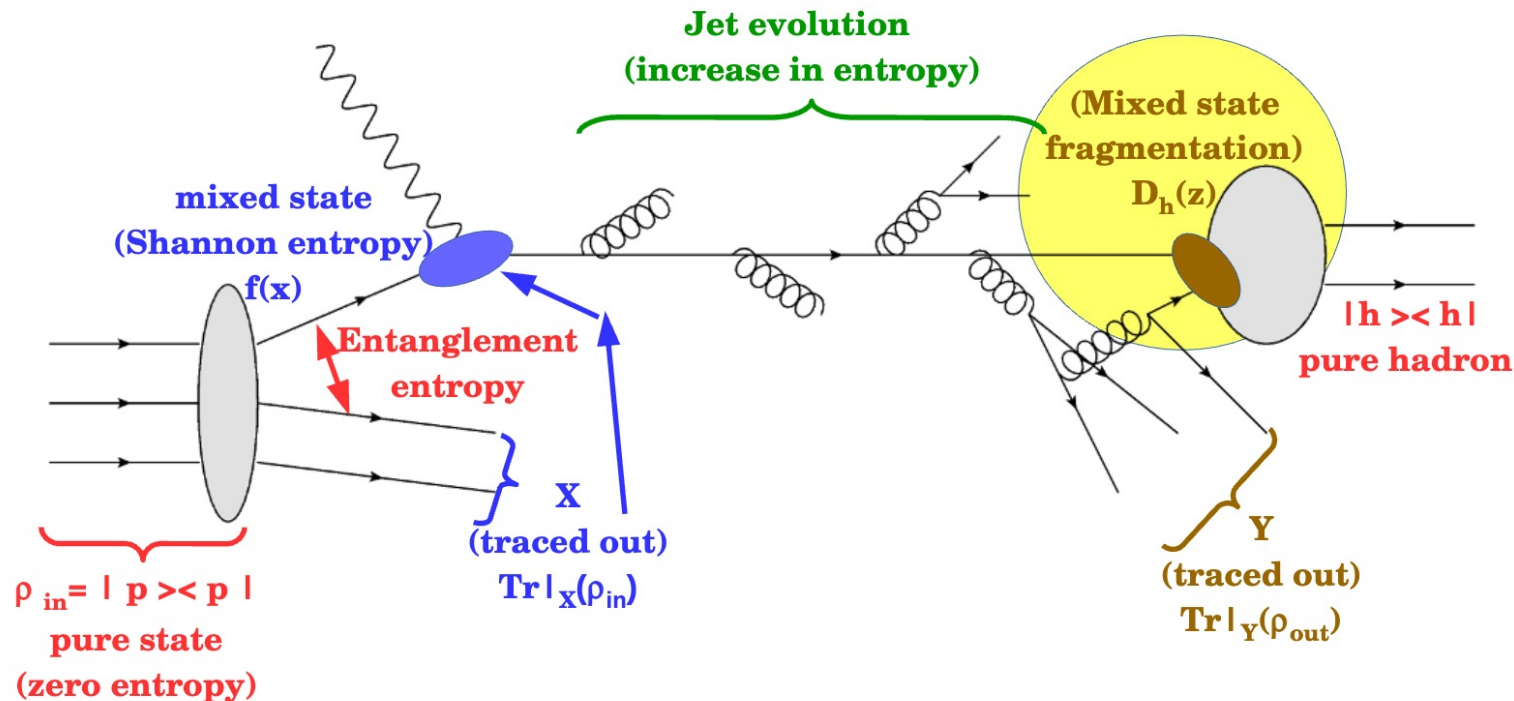 Jet evolution
(increase in entropy)
(Mixed state
fragmentation)
D_h(z)
mixed state
(Shannon entropy)
f(x)
Entanglement
entropy
|h >< h|
pure hadron
X
(traced out)
Tr|_X(ρ_in)
Y
(traced out)
Tr|_Y(ρ_out)
ρ_in= | p >< p |
pure state
(zero entropy)